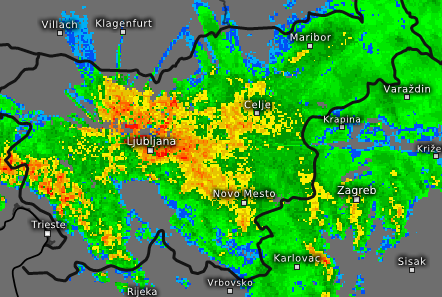 Villach
Klagenfurt
Maribor
Varaždin
Celje
Krapina
Ljubljana
Križe
Novo Mesto
Zagreb
Trieste
Karlovac
Sisak
Vrbovsko
Rijeka